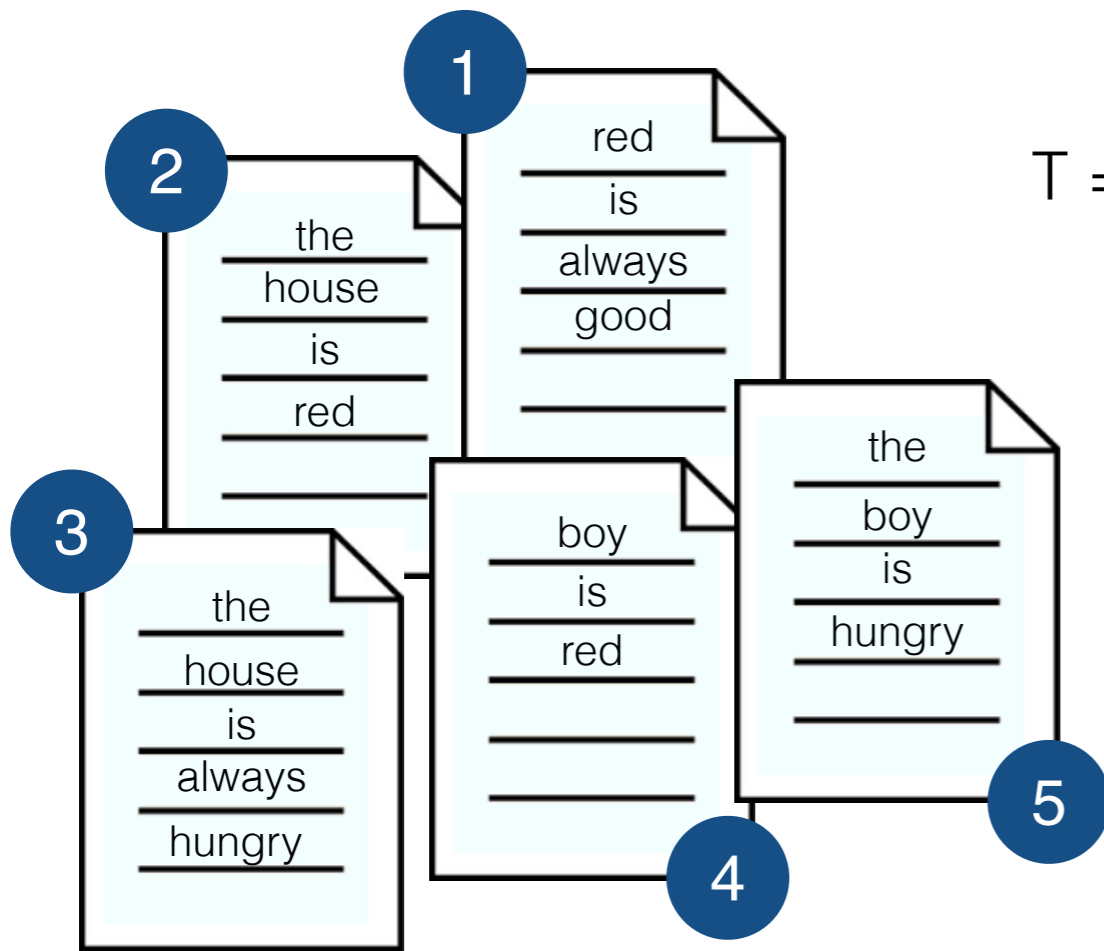 1
red
is
always
good
T =
2
the
house
is
red
3
the
house
is
always
hungry
boy
is
red
4
the
boy
is
hungry
5